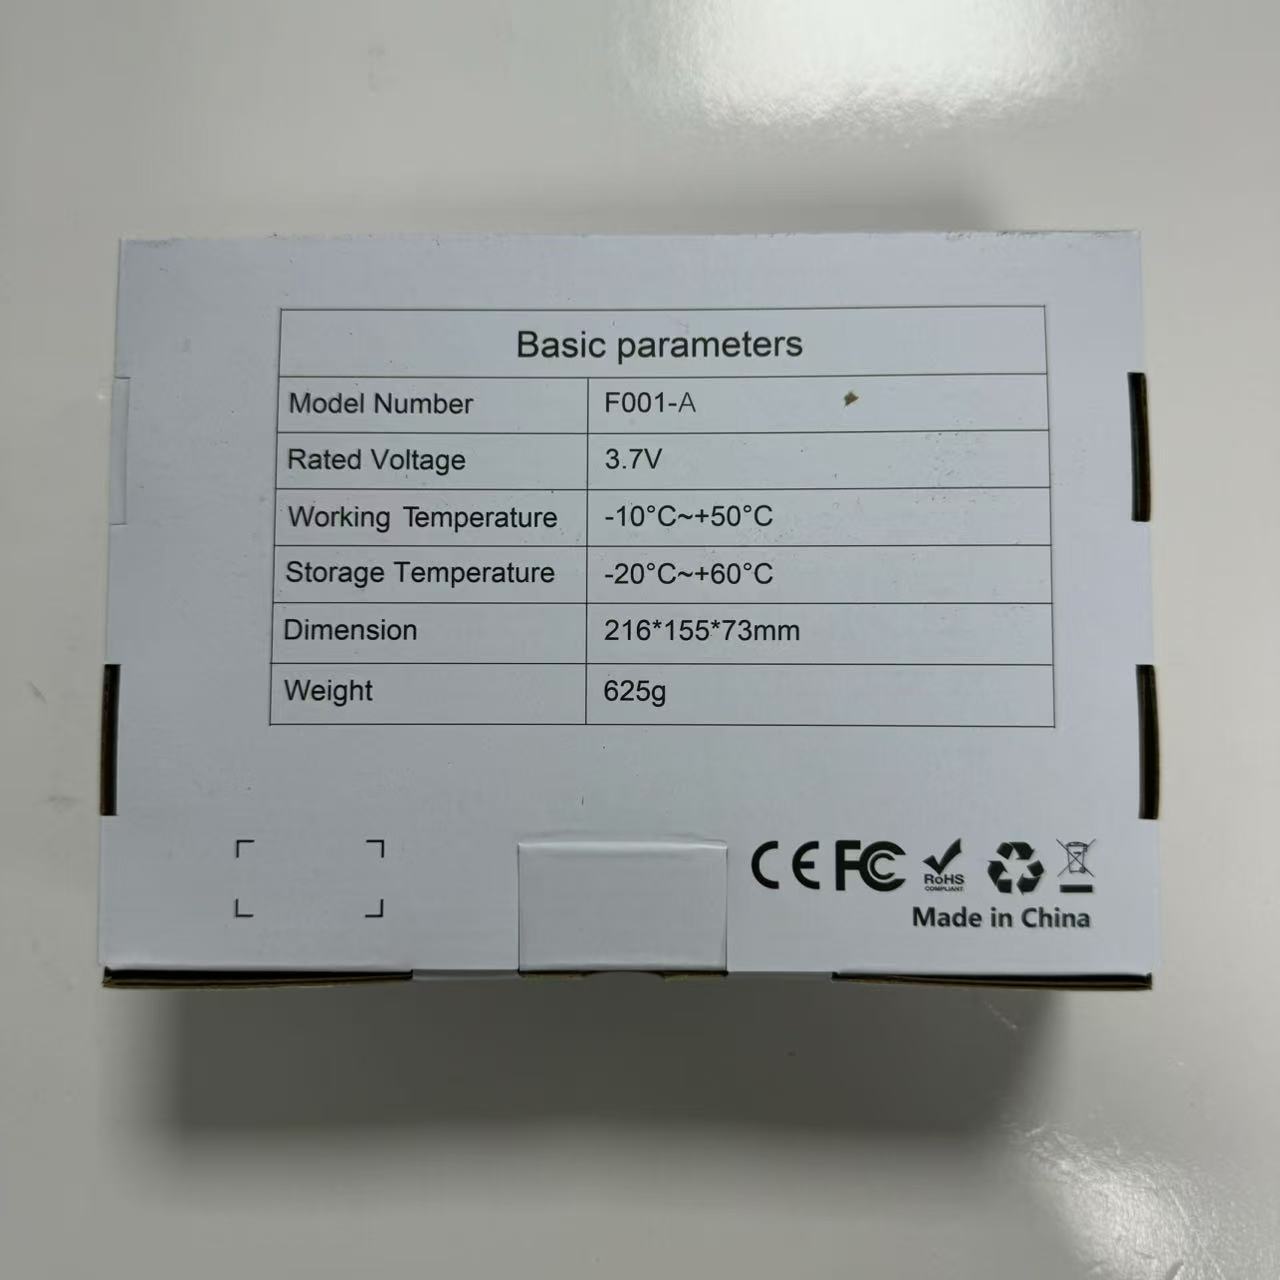 Basic parameters
Model Number F001-A
Rated Voltage 3.7V
Working Temperature -10°C~+50°C
Storage Temperature -20°C~+60°C
Dimension 216*155*73mm
Weight 625g
CE FC RoHS
COMPLIANT
Made in China